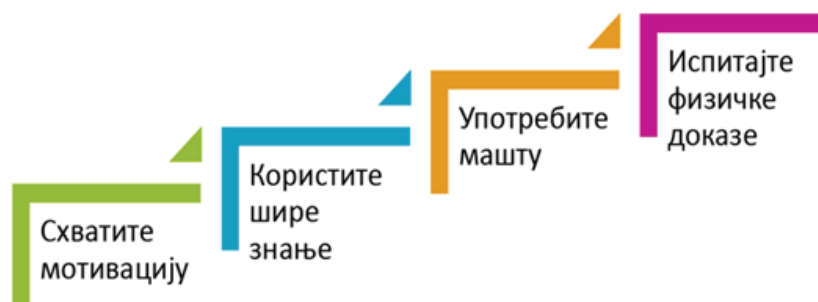 Схватите
мотивацију
Користите
шире
знање
Употребите
машту
Испитајте
физичке
доказе